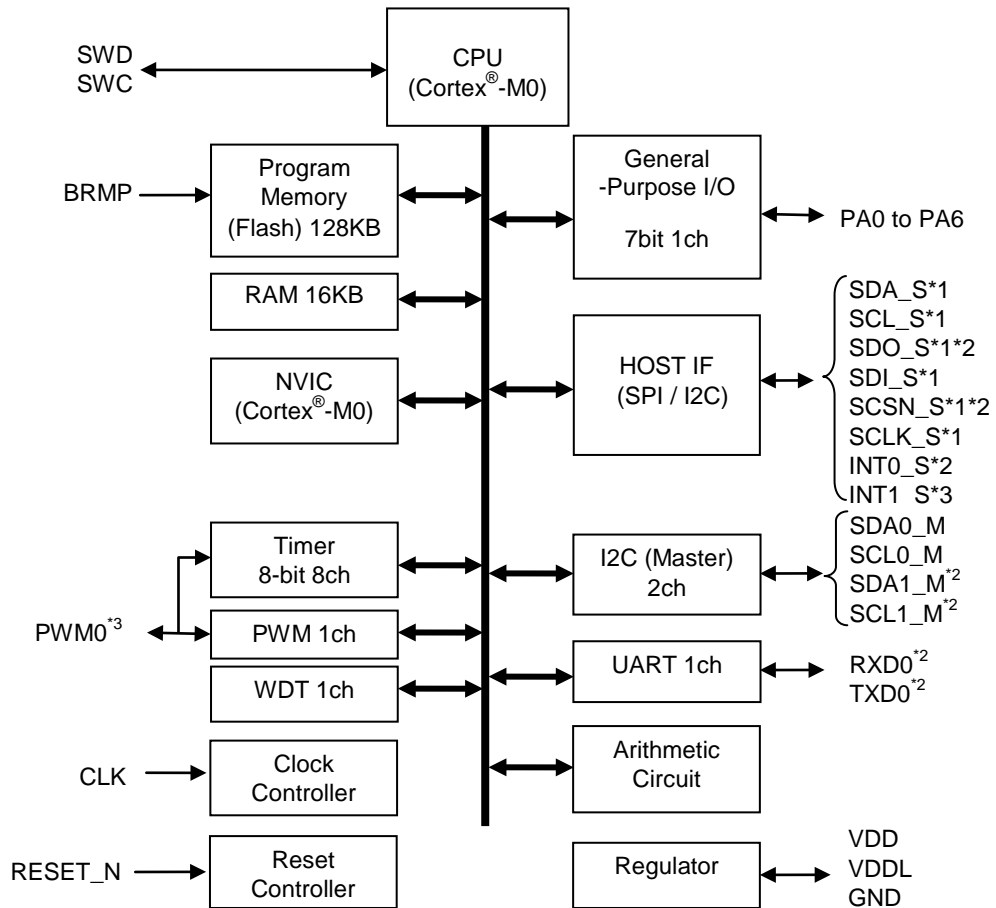 SWD
SWC
CPU
(Cortex®-M0)
BRMP
Program
Memory
(Flash) 128KB
General
-Purpose I/O
7bit 1ch
PA0 to PA6
RAM 16KB
NVIC
(Cortex®-M0)
HOST IF
(SPI / I2C)
SDA_S*1
SCL_S*1
SDO_S*1*2
SDI_S*1
SCSN_S*1*2
SCLK_S*1
INT0_S*2
INT1 S*3
Timer
8-bit 8ch
PWM0*3
PWM 1ch
WDT 1ch
I2C (Master)
2ch
SDA0_M
SCL0_M
SDA1_M*2
SCL1_M*2
UART 1ch
RXD0*2
TXD0*2
CLK
Clock
Controller
Arithmetic
Circuit
RESET_N
Reset
Controller
Regulator
VDD
VDDL
GND